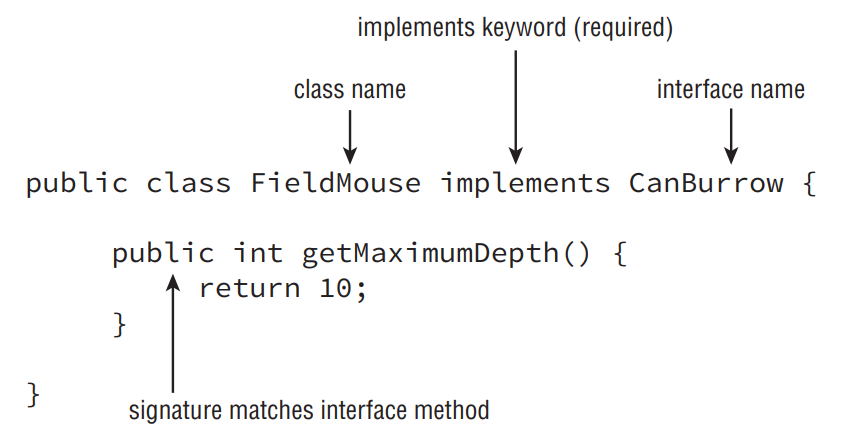 implements keyword (required)
class name
interface name
public class FieldMouse implements CanBurrow {
public int getMaximumDepth() {
return 10;
}
}
signature matches interface method